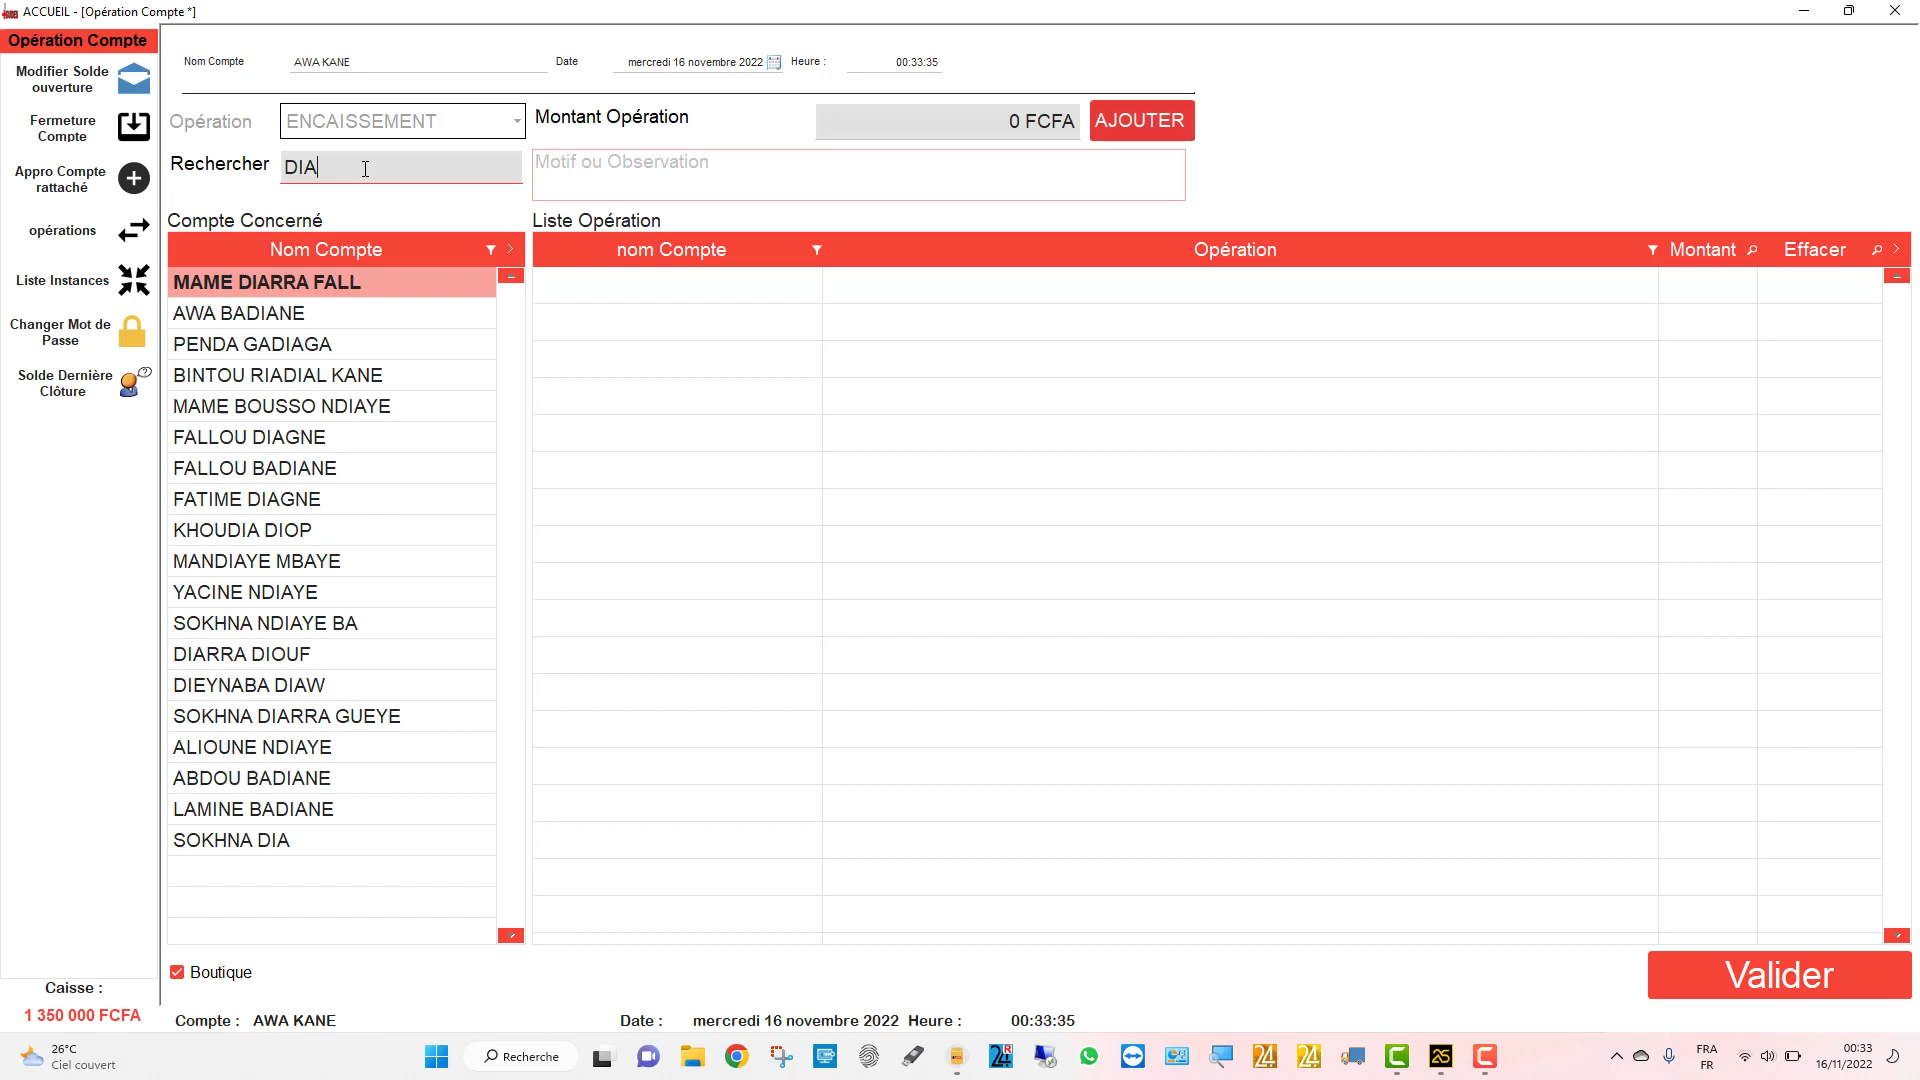 ACCUEIL - [Opération Compte *]
Opération Compte
Modifier Solde
ouverture
Fermeture
Compte
Appro Compte
rattaché
opérations
Liste Instances
Changer Mot de
Passe
Solde Dernière
Clôture
Caisse :
1 350 000 FCFA
Nom Compte AWA KANE Date mercredi 16 novembre 2022 Heure : 00:33:35
Opération ENCAISSEMENT Montant Opération 0 FCFA AJOUTER
Rechercher DIA Motif ou Observation
Compte Concerné Liste Opération
Nom Compte nom Compte Opération Montant Effacer
MAME DIARRA FALL
AWA BADIANE
PENDA GADIAGA
BINTOU RIADIAL KANE
MAME BOUSSO NDIAYE
FALLOU DIAGNE
FALLOU BADIANE
FATIME DIAGNE
KHOUDIA DIOP
MANDIAYE MBAYE
YACINE NDIAYE
SOKHNA NDIAYE BA
DIARRA DIOUF
DIEYNABA DIAW
SOKHNA DIARRA GUEYE
ALIOUNE NDIAYE
ABDOU BADIANE
LAMINE BADIANE
SOKHNA DIA
Boutique
Valider
Compte : AWA KANE Date : mercredi 16 novembre 2022 Heure : 00:33:35
26°C
Ciel couvert
Recherche
FRA
FR
00:33
16/11/2022